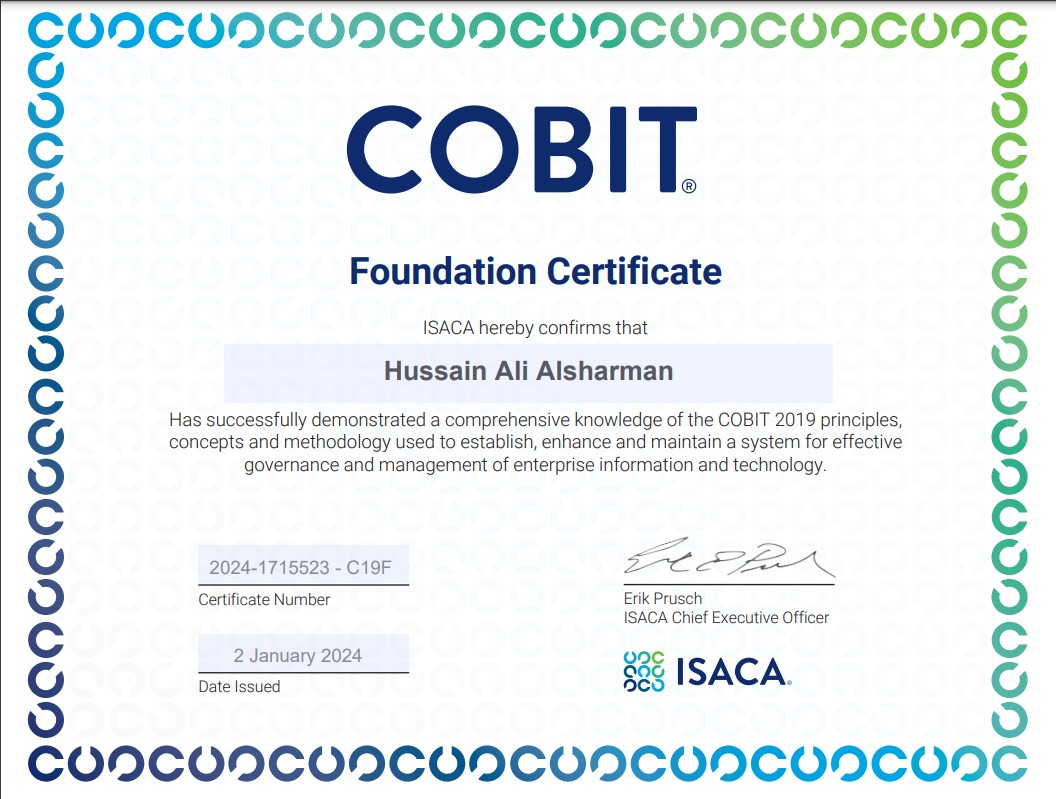 COBIT®
Foundation Certificate
ISACA hereby confirms that
Hussain Ali Alsharman
Has successfully demonstrated a comprehensive knowledge of the COBIT 2019 principles,
concepts and methodology used to establish, enhance and maintain a system for effective
governance and management of enterprise information and technology.
2024-1715523 - C19F
Certificate Number
2 January 2024
Date Issued
Erik Prusch
ISACA Chief Executive Officer
ISACA®